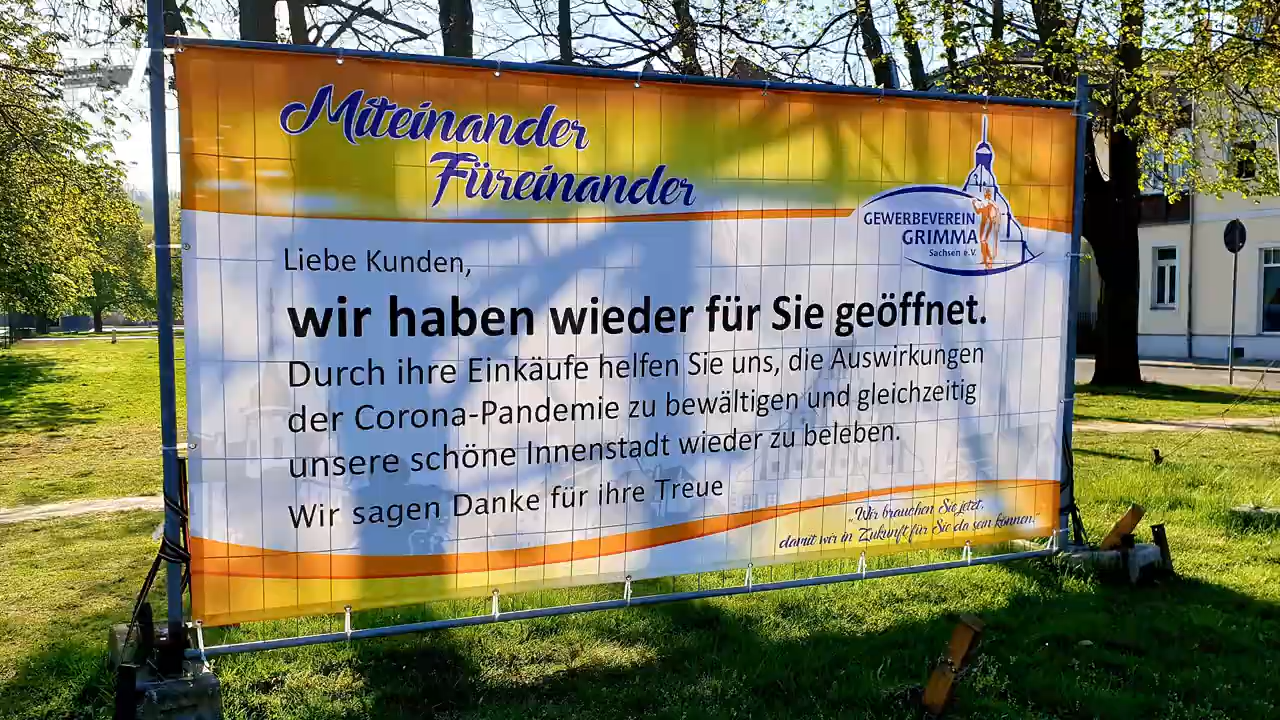 Miteinander
Füreinander
GEWERBEVEREIN
GRIMMA
Sachsen e.V.
Liebe Kunden,
wir haben wieder für Sie geöffnet.
Durch ihre Einkäufe helfen Sie uns, die Auswirkungen
der Corona-Pandemie zu bewältigen und gleichzeitig
unsere schöne Innenstadt wieder zu beleben.
Wir sagen Danke für ihre Treue
„Wir brauchen Sie jetzt,
damit wir in Zukunft für Sie da sein können."